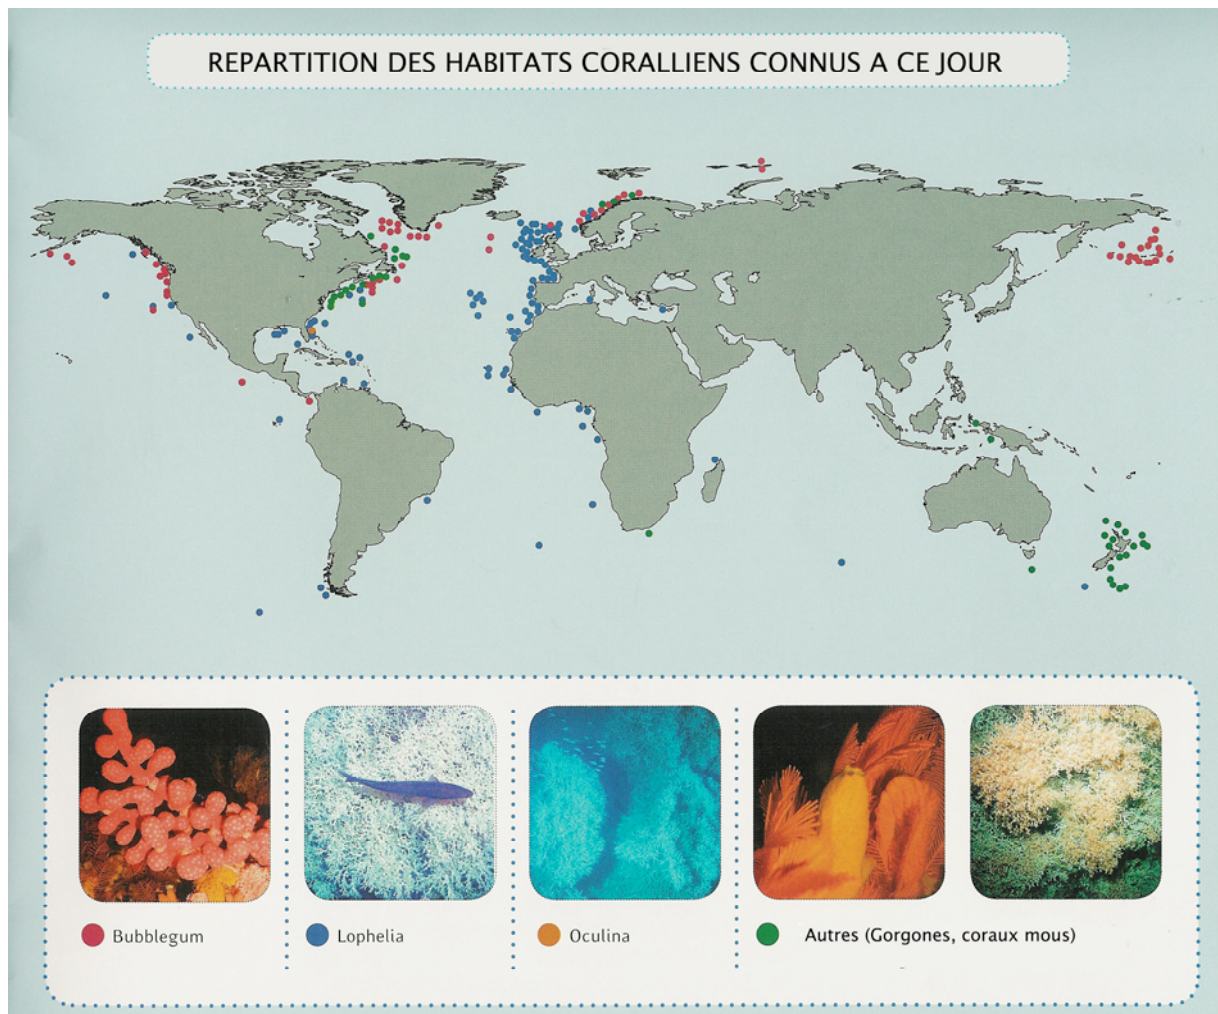 REPARTITION DES HABITATS CORALLIENS CONNUS A CE JOUR
Bubblegum
Lophelia
Oculina
Autres (Gorgones, coraux mous)